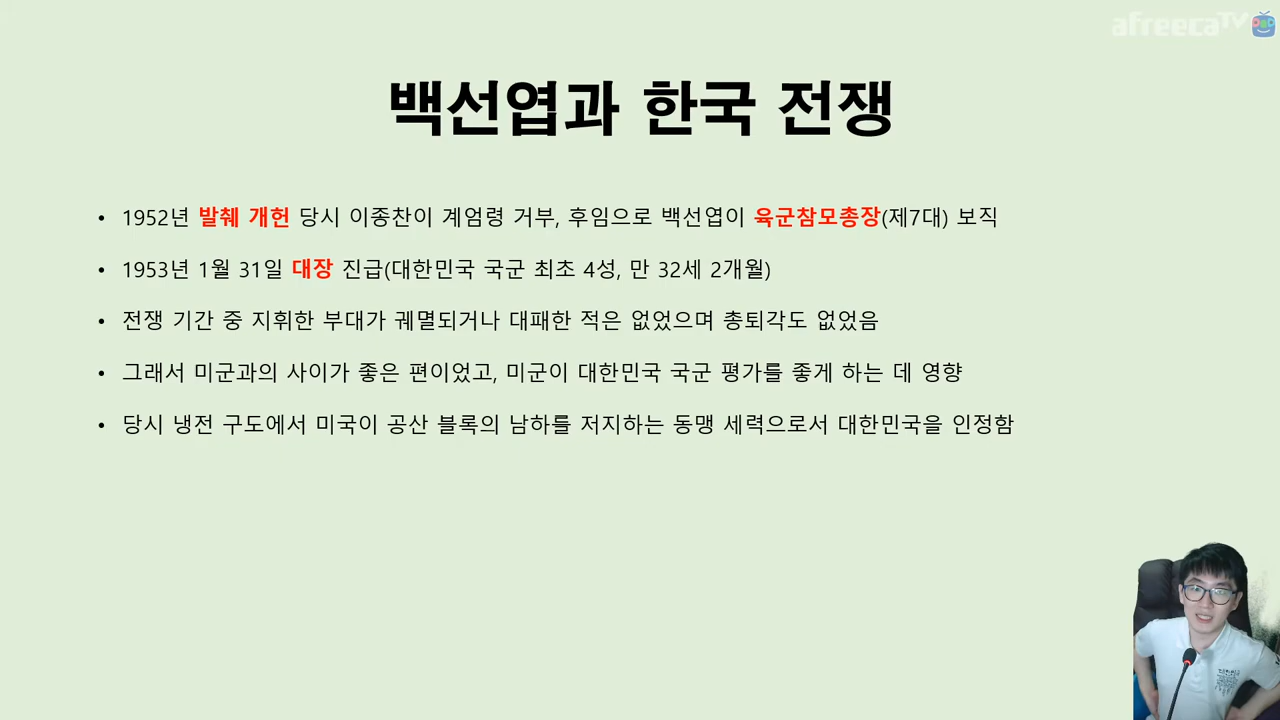 afreecaTV
백선엽과 한국 전쟁
• 1952년 발췌 개헌 당시 이종찬이 계엄령 거부, 후임으로 백선엽이 육군참모총장(제7대) 보직
• 1953년 1월 31일 대장 진급(대한민국 국군 최초 4성, 만 32세 2개월)
• 전쟁 기간 중 지휘한 부대가 궤멸되거나 대패한 적은 없었으며 총퇴각도 없었음
• 그래서 미군과의 사이가 좋은 편이었고, 미군이 대한민국 국군 평가를 좋게 하는 데 영향
• 당시 냉전 구도에서 미국이 공산 블록의 남하를 저지하는 동맹 세력으로서 대한민국을 인정함